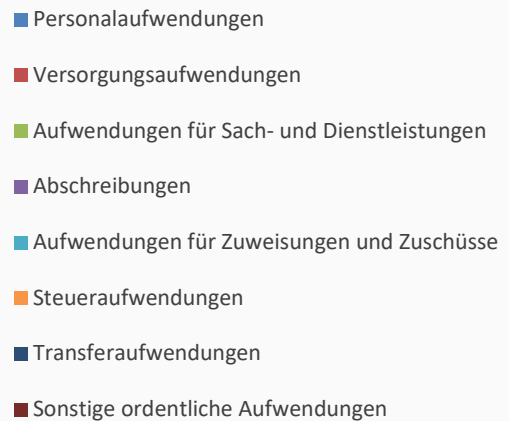 Personalaufwendungen
Versorgungsaufwendungen
Aufwendungen für Sach- und Dienstleistungen
Abschreibungen
Aufwendungen für Zuweisungen und Zuschüsse
Steueraufwendungen
Transferaufwendungen
Sonstige ordentliche Aufwendungen